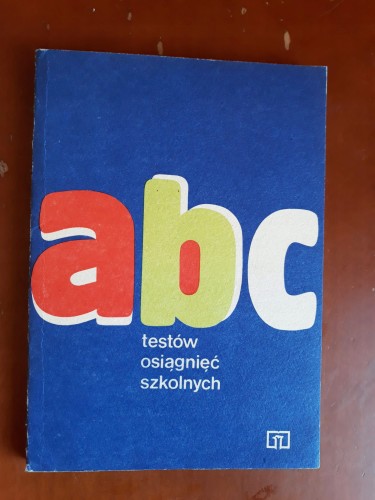 abc
testów
osiągnięć
szkolnych